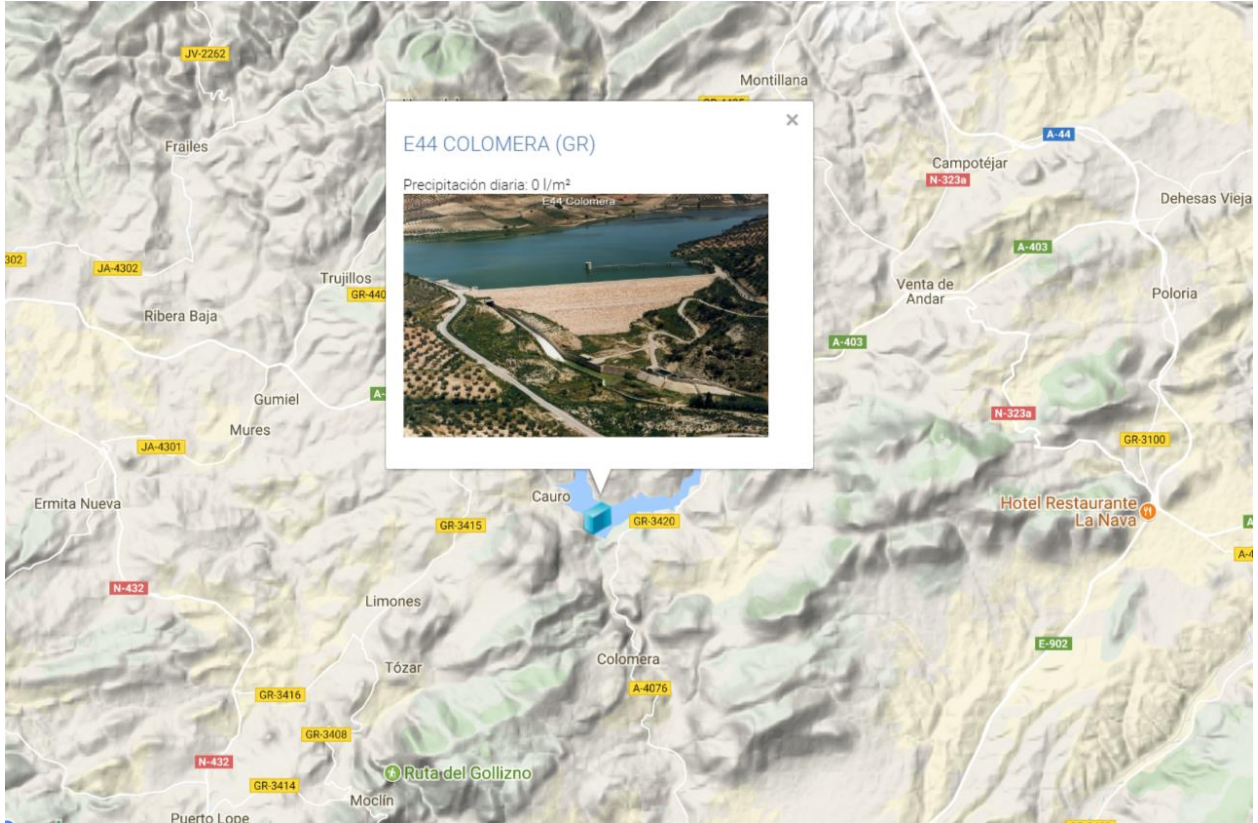 JV-2262
Montillana
A-44
Frailes
E44 COLOMERA (GR)
Campotéjar
N-323a
Precipitación diaria: 0 l/m²
E44 Colomera
Dehesas Vieja
A-403
302
JA-4302
Trujillos
GR-440
Venta de
Andar
Poloria
Ribera Baja
A-403
Gumiel
A-
N-323a
Mures
JA-4301
GR-3100
Ermita Nueva
Cauro
Hotel Restaurante
La Nava
GR-3415
GR-3420
A
A-4
N-432
Limones
E-902
Colomera
Tózar
A-4076
GR-3416
GR-3408
N-432
Ruta del Gollizno
GR-3414
Moclín
Puerto Lope